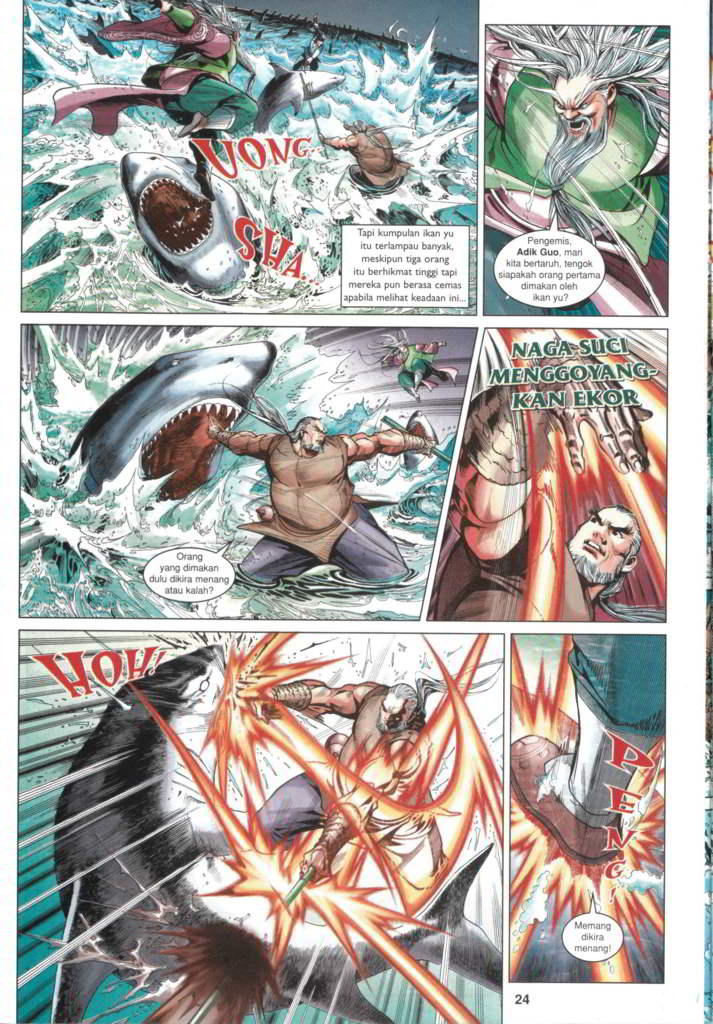 UONG
SHA...
Tapi kumpulan ikan yu
itu terlampau banyak,
meskipun tiga orang
itu berhikmat tinggi tapi
mereka pun berasa cemas
apabila melihat keadaan ini...
Pengemis,
Adik Guo, mari
kita bertaruh, tengok
siapakah orang pertama
dimakan oleh
ikan yu?
Orang
yang dimakan
dulu dikira menang
atau kalah?
NAGA SUCI
MENGGOYANG-
KAN EKOR
HOH!
PENG!
Memang
dikira
menang!
24